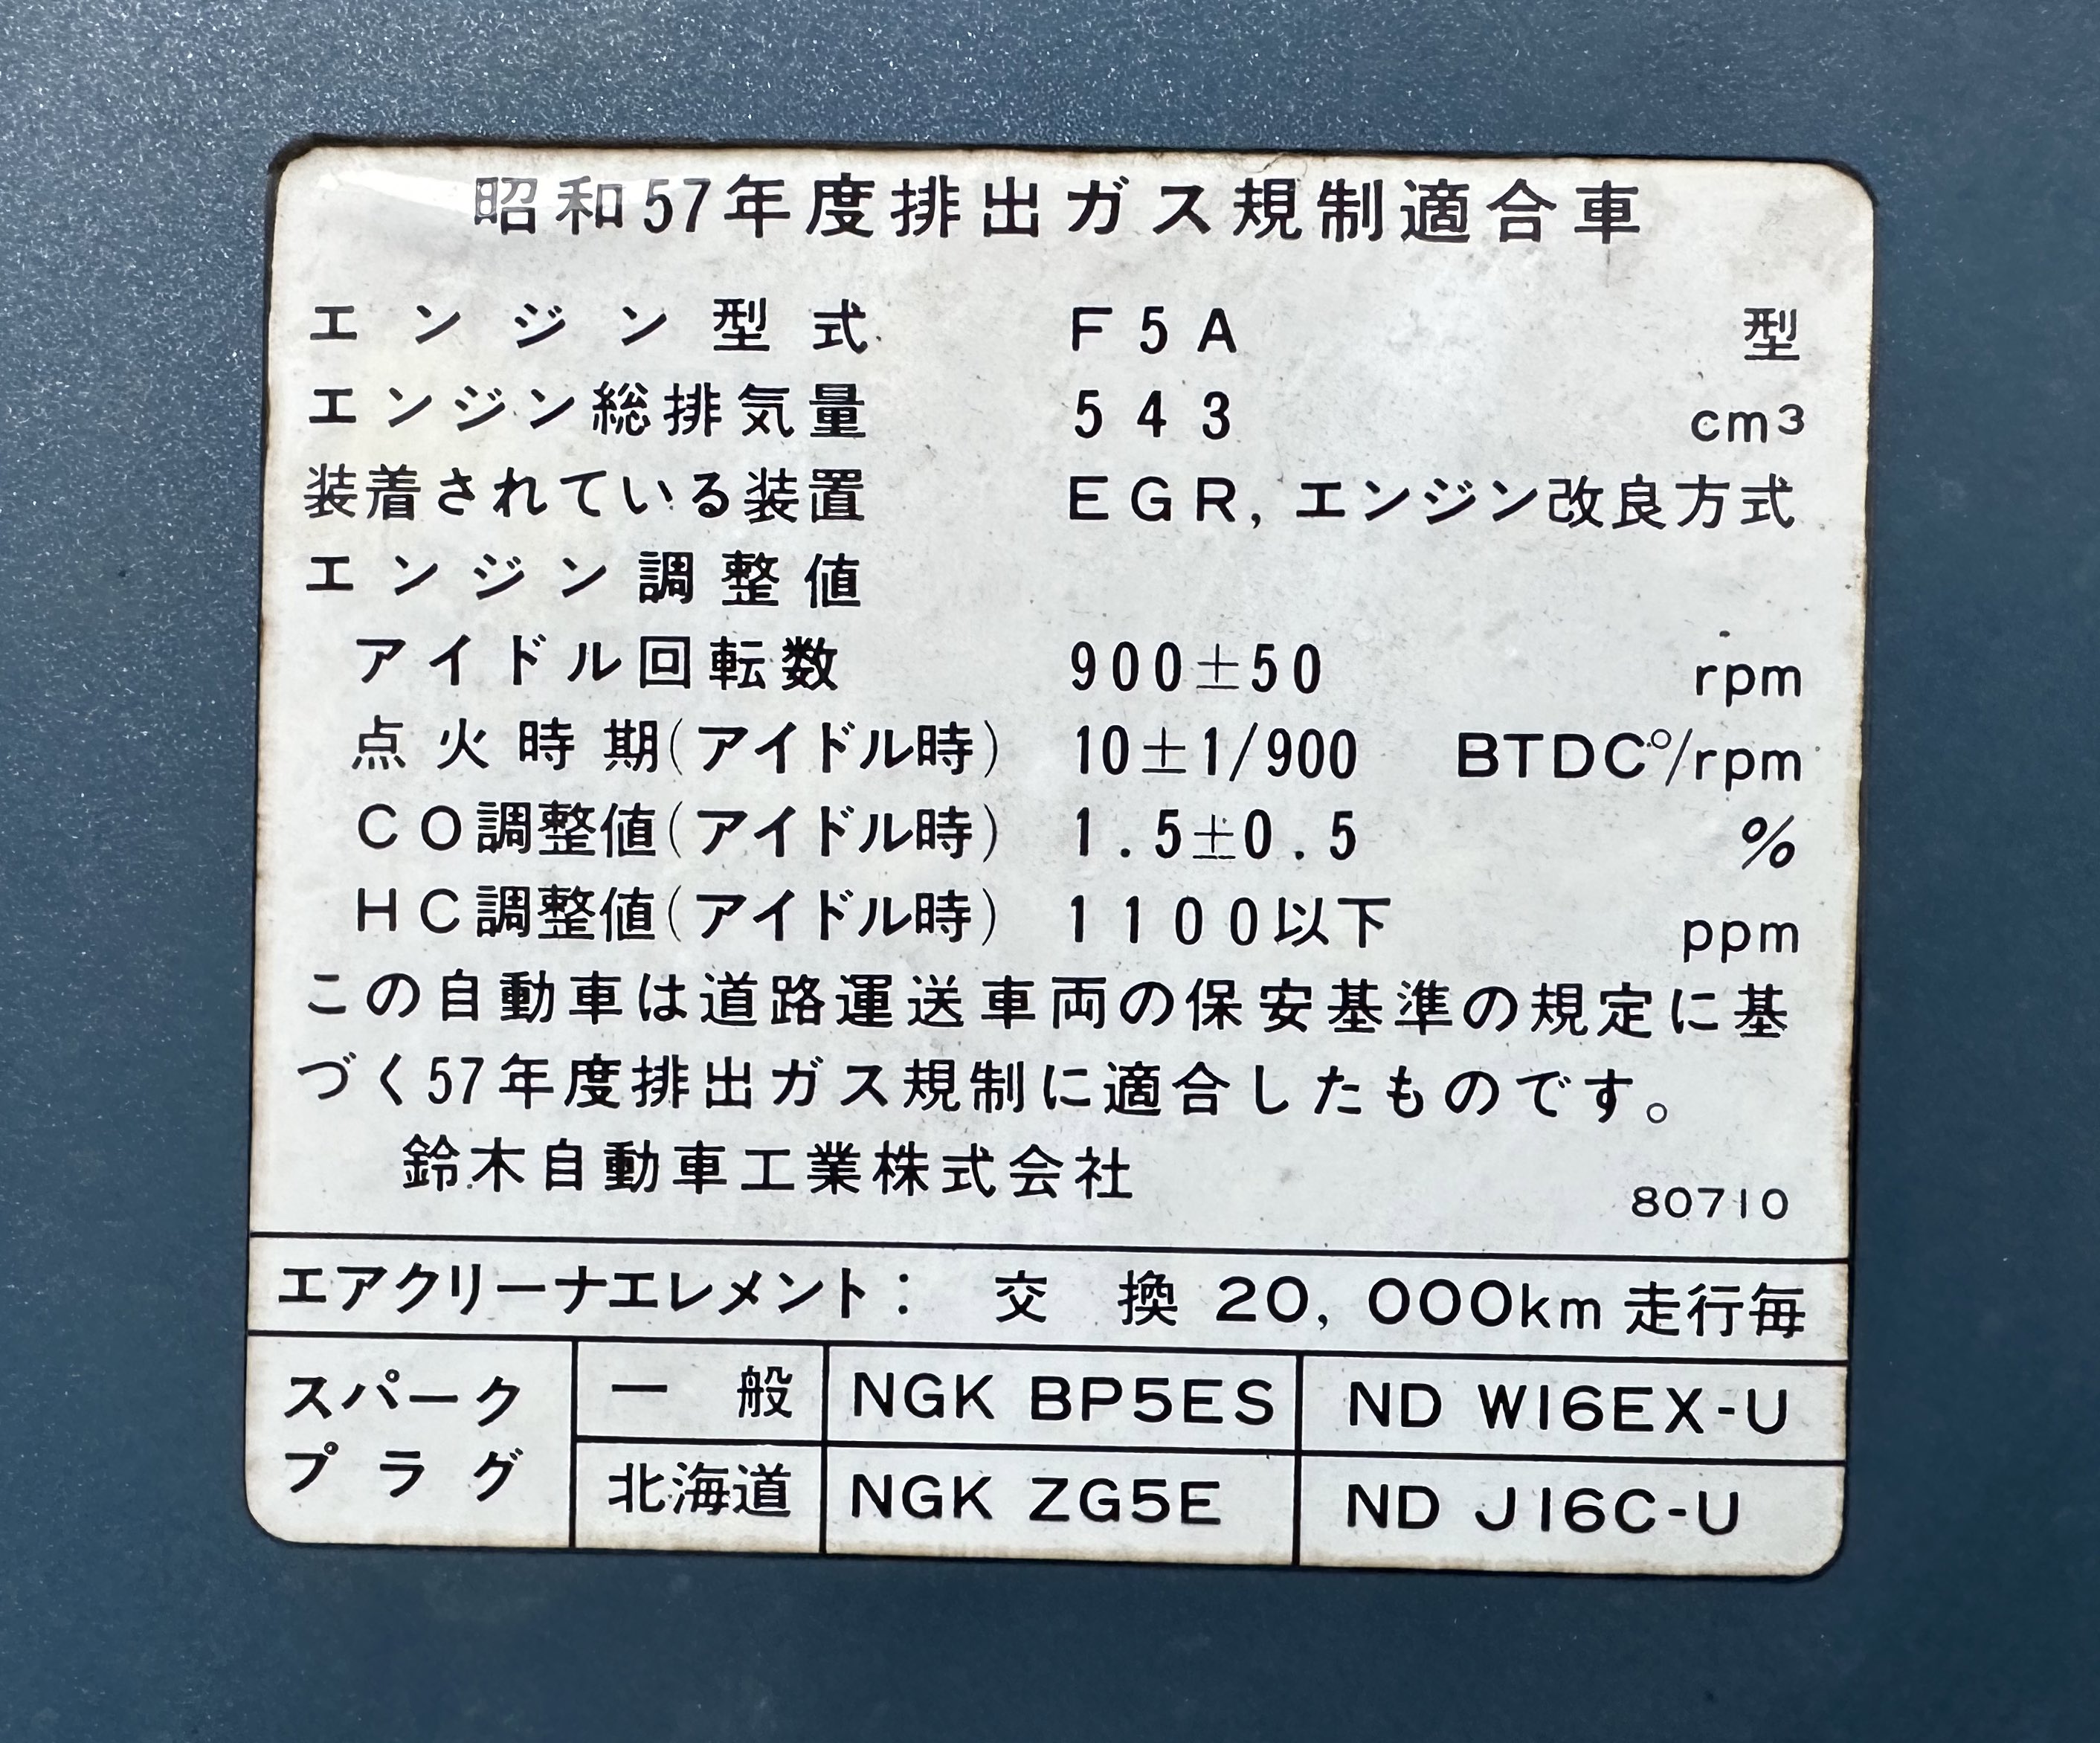 昭和57年度排出ガス規制適合車
エンジン型式 F5A 型
エンジン総排気量 543 cm³
装着されている装置 EGR, エンジン改良方式
エンジン調整値
アイドル回転数 900±50 rpm
点火時期(アイドル時) 10±1/900 BTDC°/rpm
CO調整値(アイドル時) 1.5±0.5 %
HC調整値(アイドル時) 1100以下 ppm
この自動車は道路運送車両の保安基準の規定に基
づく57年度排出ガス規制に適合したものです。
鈴木自動車工業株式会社 80710
エアクリーナエレメント: 交換 20,000km走行毎
スパークプラグ 一般 NGK BP5ES ND W16EX-U
北海道 NGK ZG5E ND J16C-U